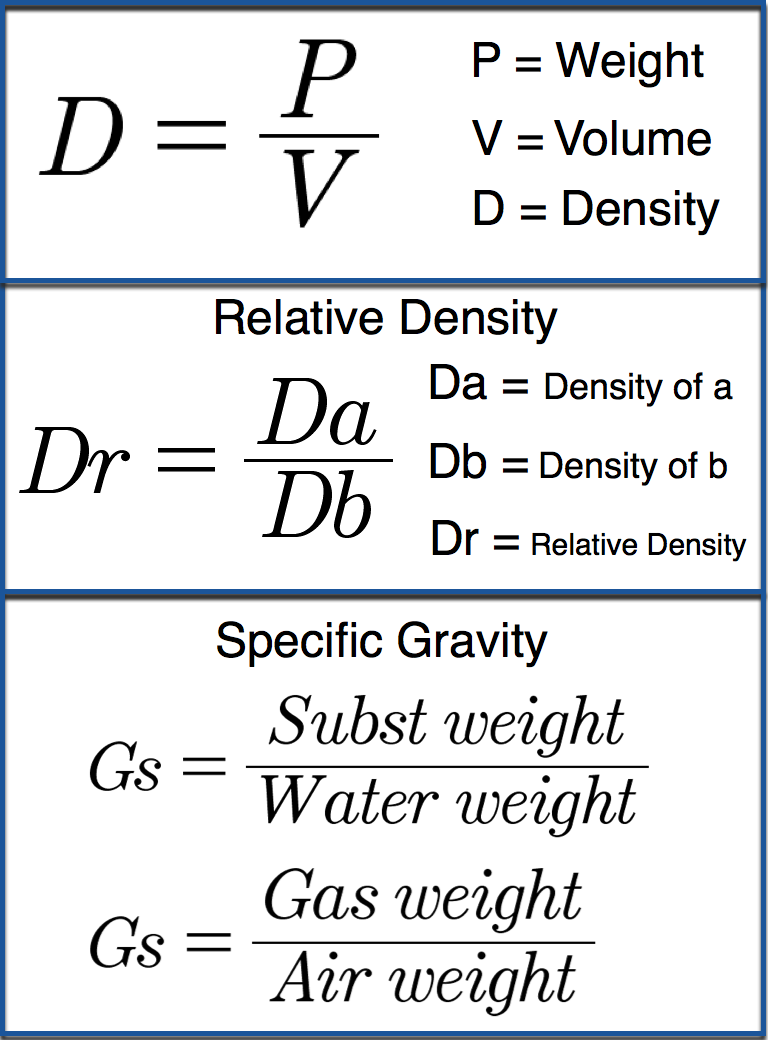 D = P/V
P = Weight
V = Volume
D = Density
Relative Density
Dr = Da/Db
Da = Density of a
Db = Density of b
Dr = Relative Density
Specific Gravity
Gs = Subst weight/Water weight
Gs = Gas weight/Air weight